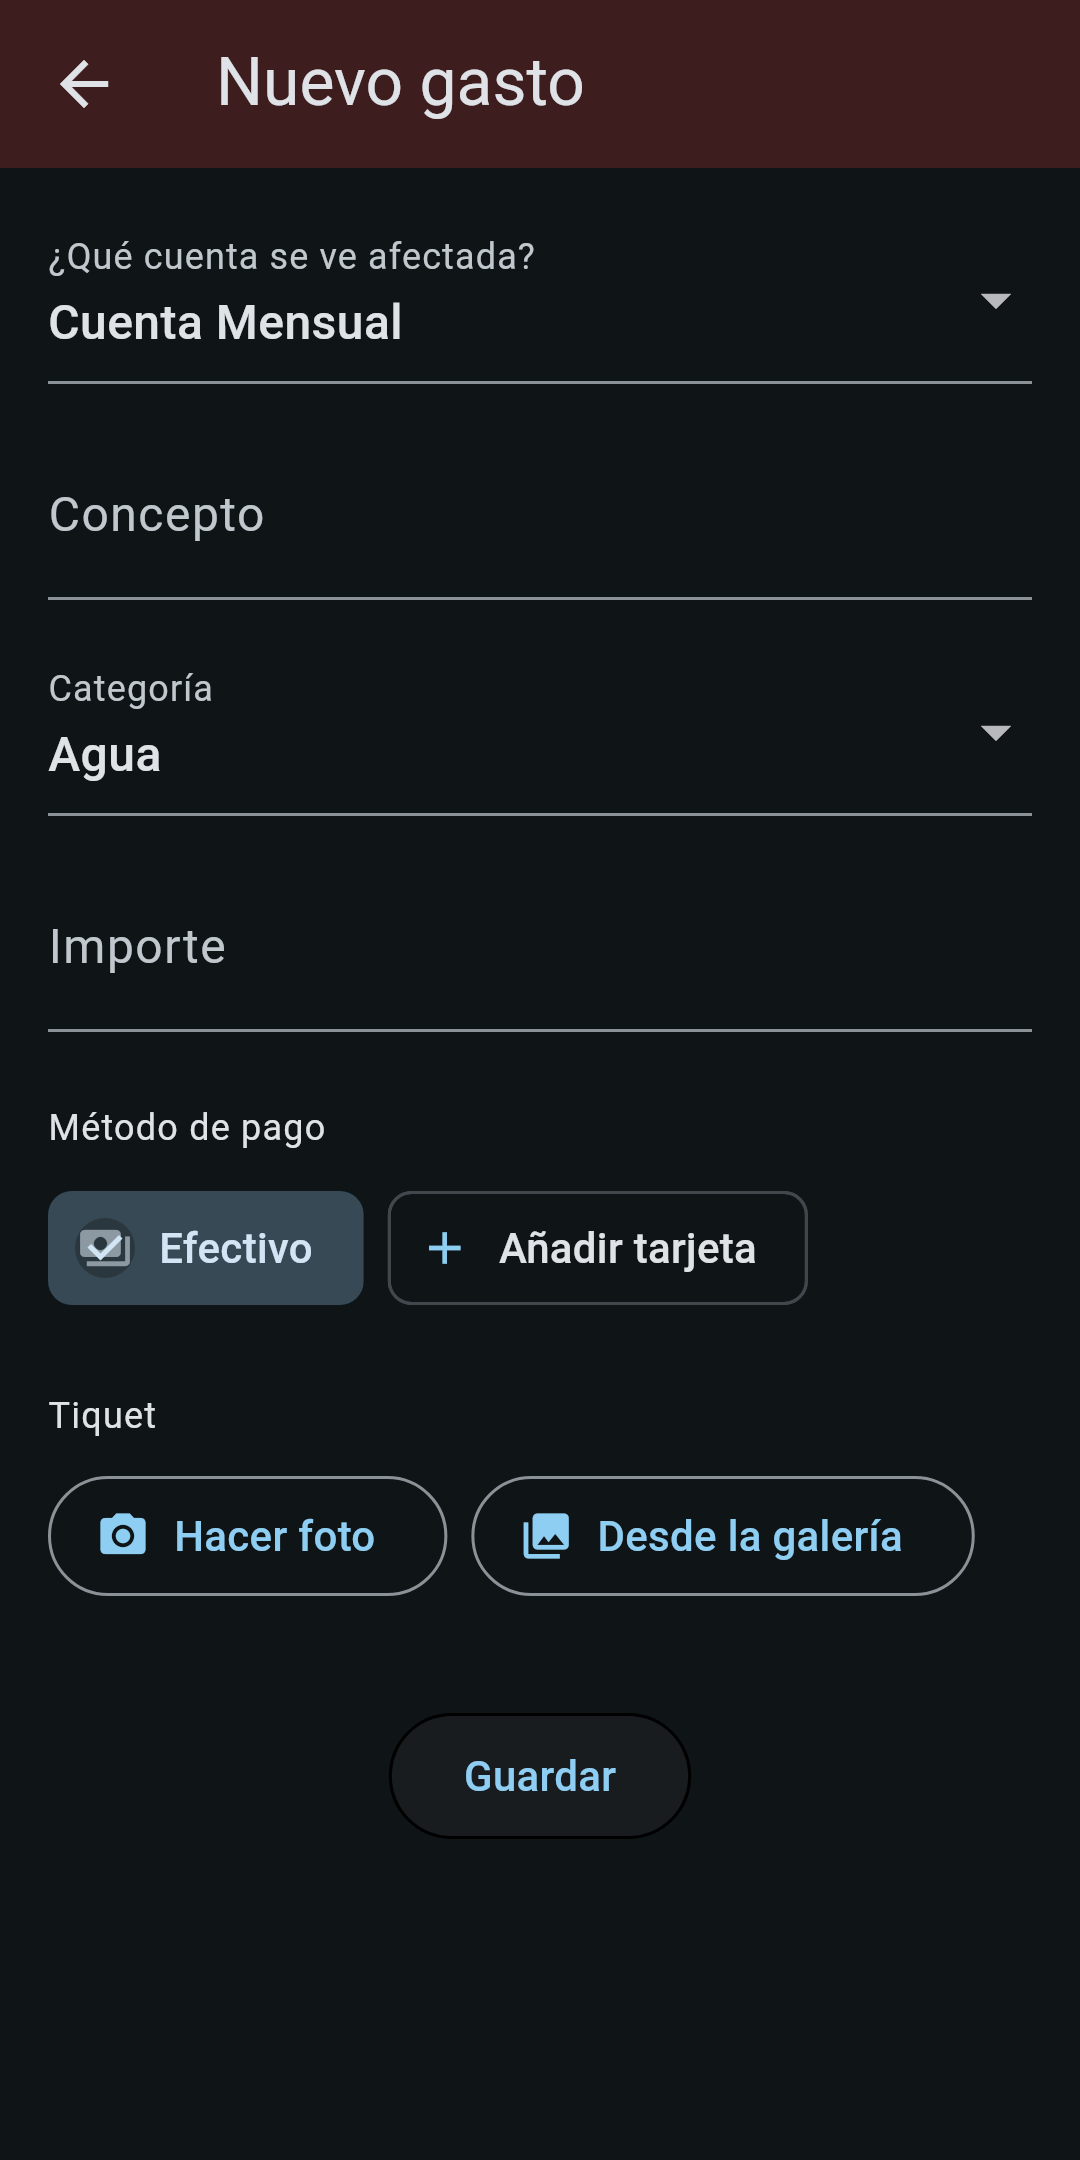 Nuevo gasto
¿Qué cuenta se ve afectada?
Cuenta Mensual
Concepto
Categoría
Agua
Importe
Método de pago
Efectivo
Añadir tarjeta
Tiquet
Hacer foto
Desde la galería
Guardar